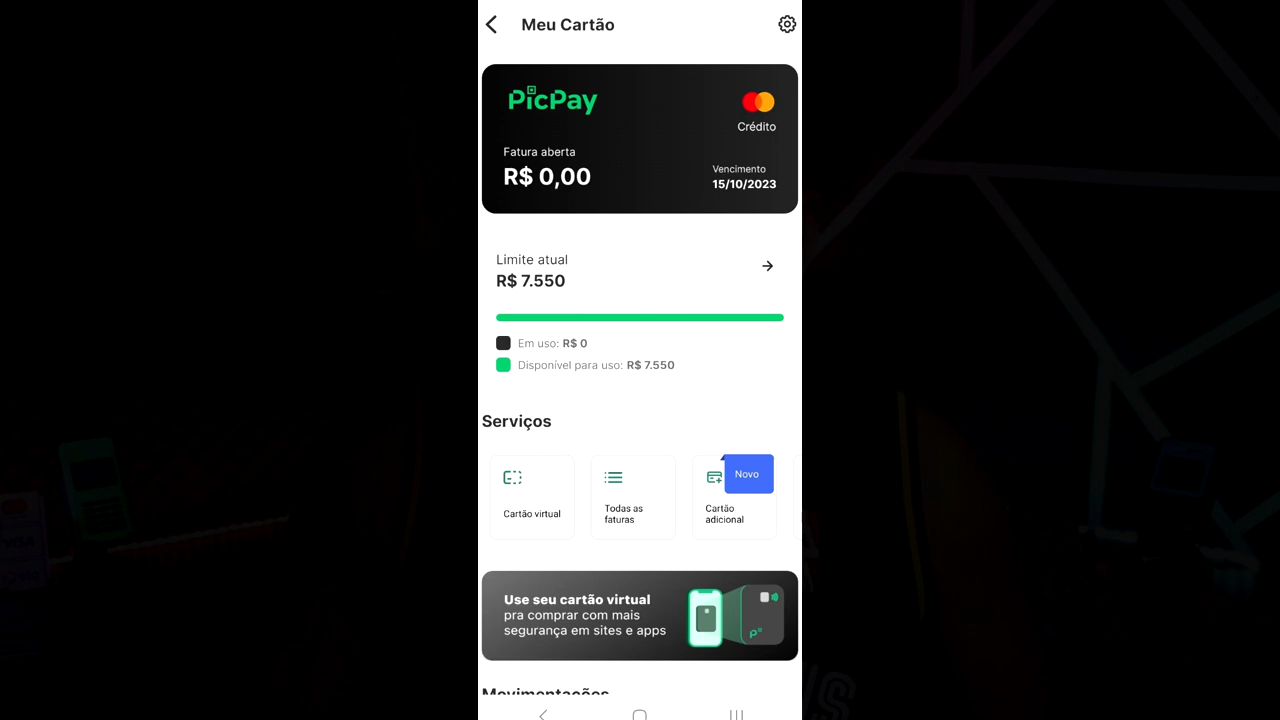 Meu Cartão
PicPay
Crédito
Fatura aberta
R$ 0,00
Vencimento
15/10/2023
Limite atual
R$ 7.550
Em uso: R$ 0
Disponível para uso: R$ 7.550
Serviços
Cartão virtual
Todas as
faturas
Novo
Cartão
adicional
Use seu cartão virtual
pra comprar com mais
segurança em sites e apps
Movimentações
VISA